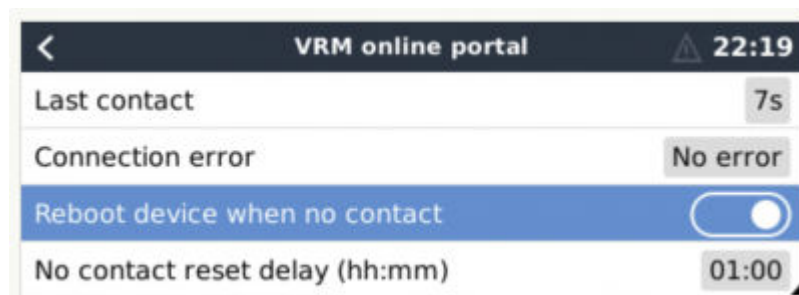 VRM online portal 22:19
Last contact 7s
Connection error No error
Reboot device when no contact
No contact reset delay (hh:mm) 01:00